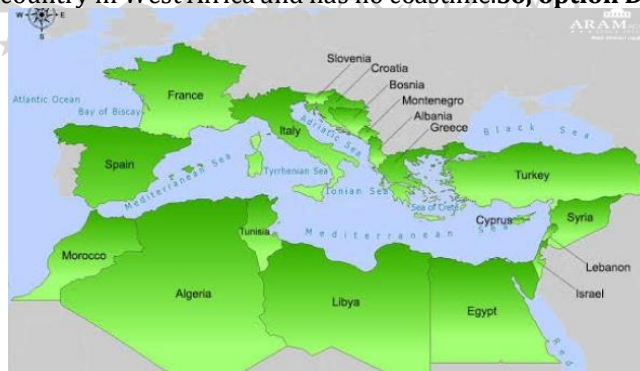 country in West Africa and has no coastline.So, option D
W E
S
ARAM
Slovenia
Croatia
Bosnia
Montenegro
Albania
Greece
Atlantic Ocean
Bay of Biscay
France
Italy
Adriatic Sea
Black Sea
Spain
Mediterranean Sea
Tyrrhenian Sea
Ionian Sea
Sea of Crete
Turkey
Cyprus
Syria
Mediterranean Sea
Morocco
Tunisia
Lebanon
Israel
Algeria
Libya
Egypt
Red